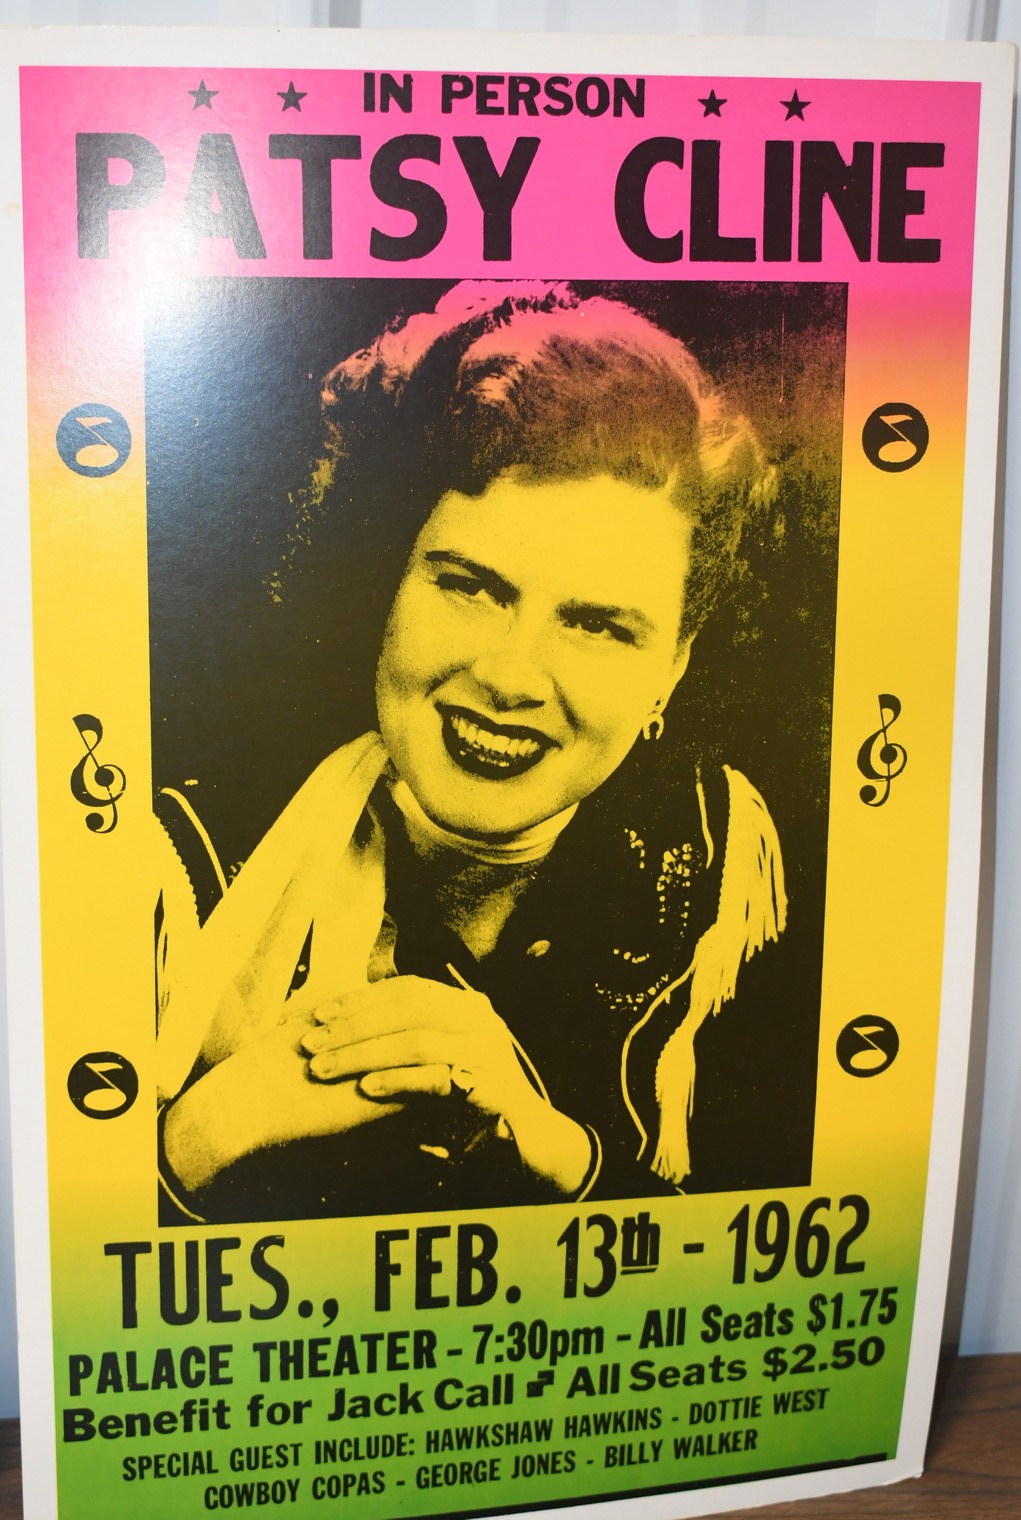 IN PERSON
PATSY CLINE
TUES., FEB. 13th - 1962
PALACE THEATER - 7:30pm - All Seats $1.75
Benefit for Jack Call All Seats $2.50
SPECIAL GUEST INCLUDE: HAWKSHAW HAWKINS - DOTTIE WEST
COWBOY COPAS - GEORGE JONES - BILLY WALKER